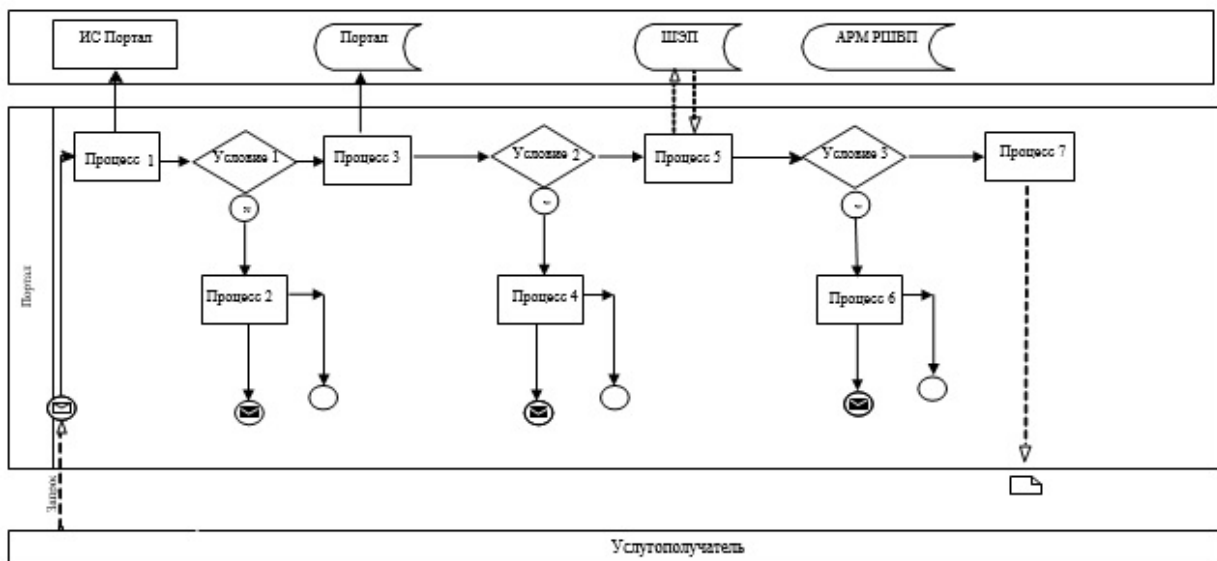 ИС Портал
Портал
ШЭП
АРМ РШВП
Процесс 1
Условие 1
Процесс 3
Условие 2
Процесс 5
Условие 3
Процесс 7
Портал
Процесс 2
Процесс 4
Процесс 6
Запрос
Услугополучатель